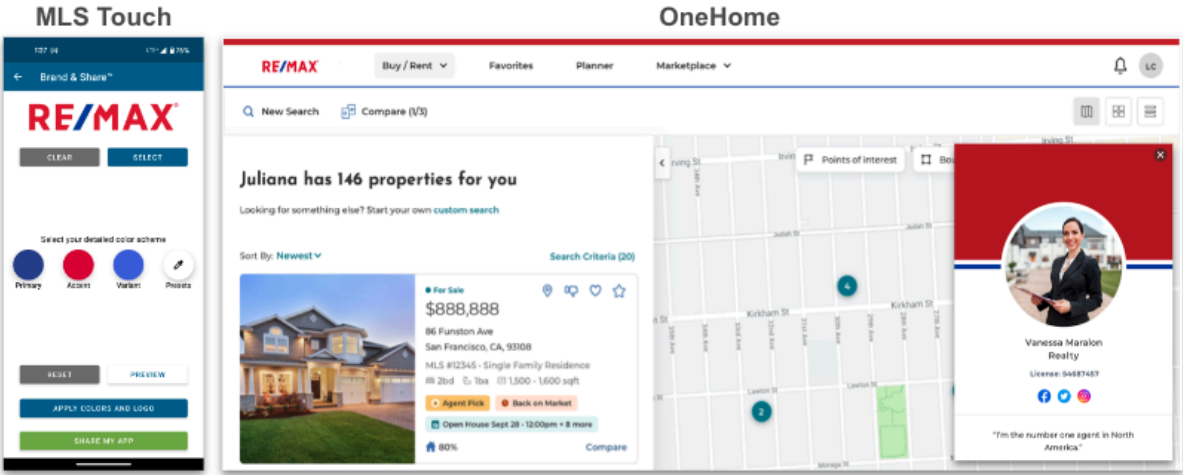 MLS Touch
OneHome
Brand & Share™
RE/MAX
CLEAR
SELECT
Select your detailed color scheme
Primary
Accent
Variant
Presets
RESET
PREVIEW
APPLY COLORS AND LOGO
SHARE MY APP
RE/MAX
Buy / Rent
Favorites
Planner
Marketplace
LC
New Search
Compare (1/3)
Juliana has 146 properties for you
Looking for something else? Start your own custom search
Sort By: Newest
Search Criteria (20)
For Sale
$888,888
86 Funston Ave
San Francisco, CA, 93108
MLS #12345 - Single Family Residence
2bd 1ba 1,500 - 1,600 sqft
Agent Pick
Back on Market
Open House Sept 28 - 12:00pm + 8 more
80%
Compare
Points of interest
Irving St
Judah St
Judah St
Kirkham St
Kirkham St
Lawton St
Lawton St
4
2
Vanessa Maralon
Realty
License: 54687457
"I'm the number one agent in North
America."